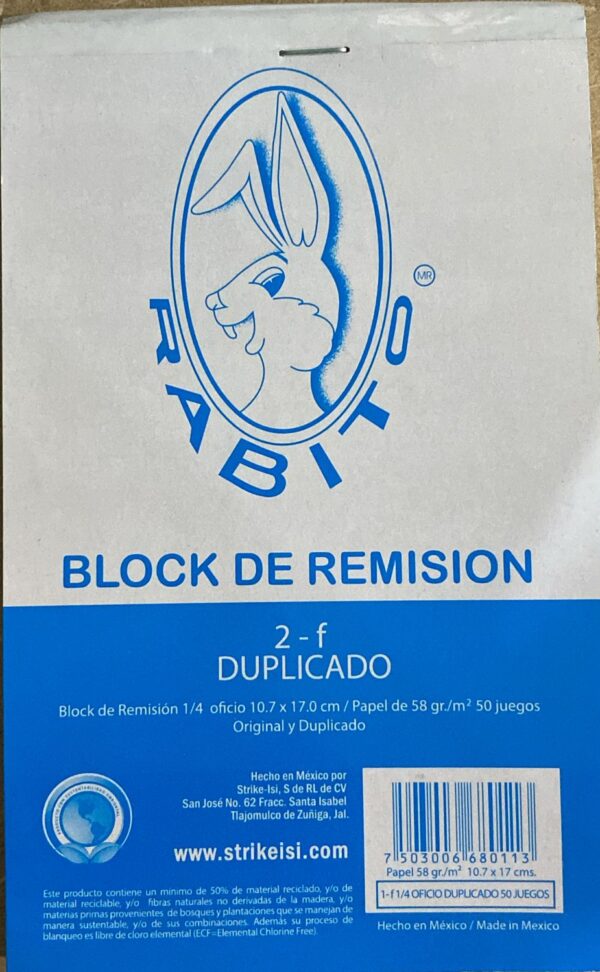 RABITO
MR
BLOCK DE REMISION
2 - f
DUPLICADO
Block de Remisión 1/4 oficio 10.7 x 17.0 cm / Papel de 58 gr./m² 50 juegos
Original y Duplicado
Hecho en México por
Strike-Isi, S de RL de CV
San José No. 62 Fracc. Santa Isabel
Tlajomulco de Zuñiga, Jal.
www.strikeisi.com
Este producto contiene un mínimo de 50% de material reciclado, y/o de
material reciclable, y/o fibras naturales no derivadas de la madera, y/o
materias primas provenientes de bosques y plantaciones que se manejan de
manera sustentable, y/o de sus combinaciones. Además su proceso de
blanqueo es libre de cloro elemental (ECF=Elemental Chlorine Free).
7 503006 680113
Papel 58 gr./m² 10.7 x 17 cms.
1-f 1/4 OFICIO DUPLICADO 50 JUEGOS
Hecho en México / Made in Mexico